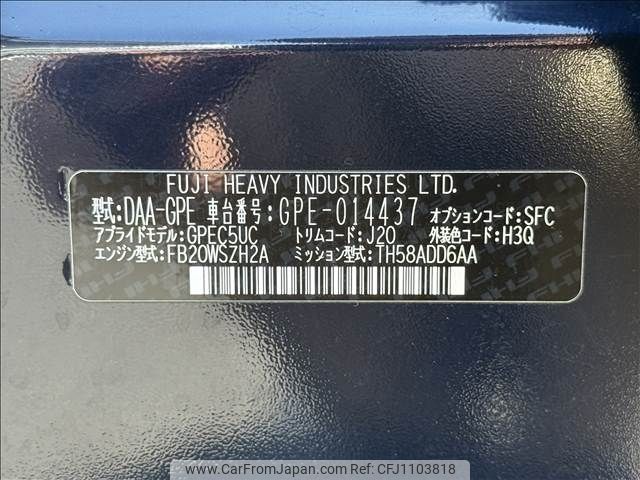 FUJI HEAVY INDUSTRIES LTD.
型式:DAA-GPE 車台番号:GPE-014437 オプションコード:SFC
アプライドモデル:GPEC5UC トリムコード:J20 外装色コード:H3Q
エンジン型式:FB20WSZH2A ミッション型式:TH58ADD6AA
www.CarFromJapan.com | Ref No. CFJ1103818